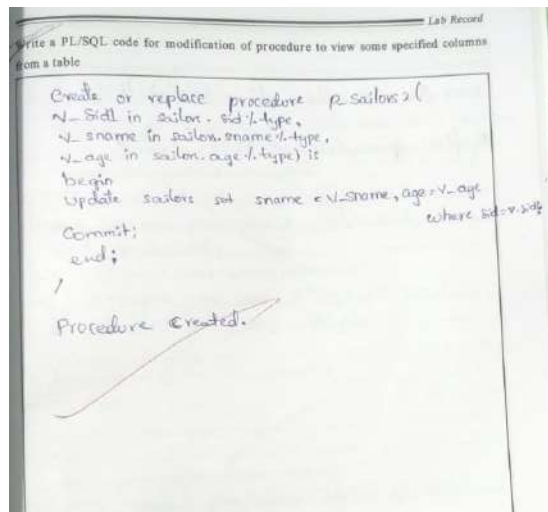 Lab Record
Write a PL/SQL code for modification of procedure to view some specified columns
from a table
Create or replace procedure P_Sailors2(
v_Sid1 in sailor.sid%type,
v_sname in sailor.sname%type,
v_age in sailor.age%type) is
begin
update sailors set sname = v_sname, age=v_age
where sid=v.sid1;
Commit;
end;
/
Procedure Created.